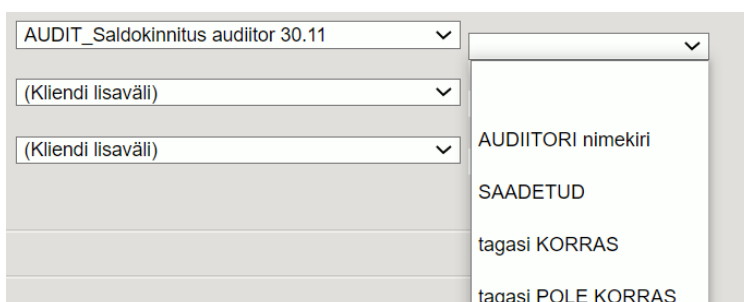 AUDIT_Saldokinnitus audiitor 30.11
(Kliendi lisaväli)
(Kliendi lisaväli)
AUDIITORI nimekiri
SAADETUD
tagasi KORRAS
tagasi POLE KORRAS